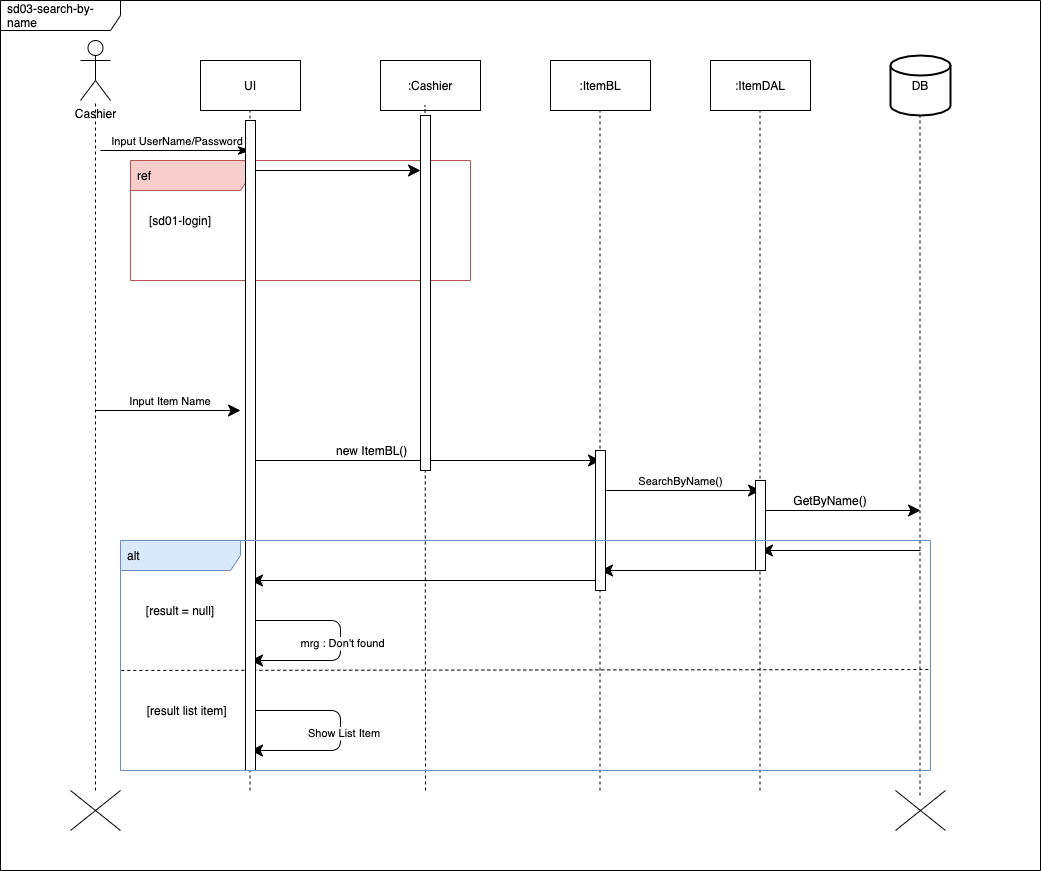 sd03-search-by-
name
Cashier
UI
:Cashier
:ItemBL
:ItemDAL
DB
Input UserName/Password
ref
[sd01-login]
Input Item Name
new ItemBL()
SearchByName()
GetByName()
alt
[result = null]
mrg : Don't found
[result list item]
Show List Item